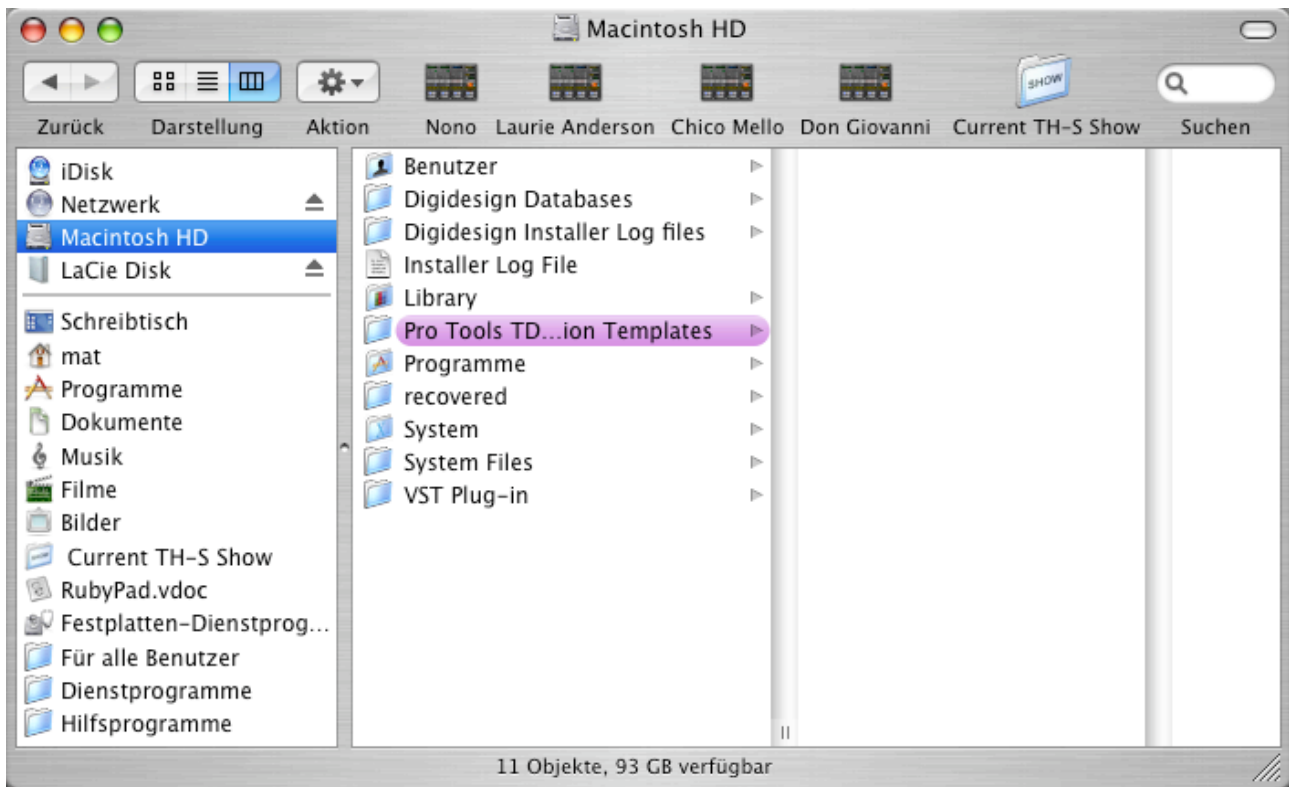 Macintosh HD
Zurück Darstellung Aktion Nono Laurie Anderson Chico Mello Don Giovanni Current TH-S Show Suchen
SHOW
iDisk
Netzwerk
Macintosh HD
LaCie Disk
Schreibtisch
mat
Programme
Dokumente
Musik
Filme
Bilder
Current TH-S Show
RubyPad.vdoc
Festplatten-Dienstprog...
Für alle Benutzer
Dienstprogramme
Hilfsprogramme
Benutzer
Digidesign Databases
Digidesign Installer Log files
Installer Log File
Library
Pro Tools TD...ion Templates
Programme
recovered
System
System Files
VST Plug-in
11 Objekte, 93 GB verfügbar